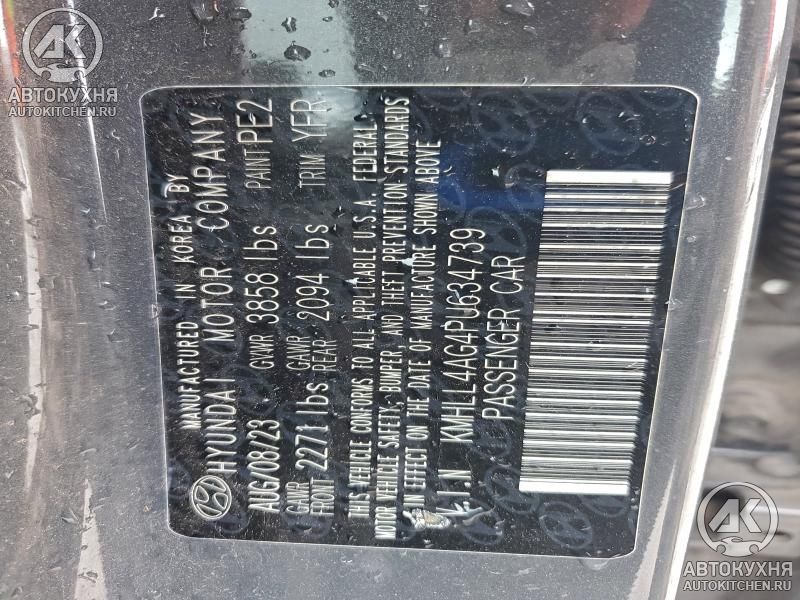 MANUFACTURED IN KOREA BY
HYUNDAI MOTOR COMPANY
AUG/08/23 GVWR 3858 lbs PAINT PE2
GAWR FRONT 2271 lbs GAWR REAR 2094 lbs TRIM YFR
THIS VEHICLE CONFORMS TO ALL APPLICABLE U.S.A. FEDERAL
MOTOR VEHICLE SAFETY, BUMPER, AND THEFT PREVENTION STANDARDS
IN EFFECT ON THE DATE OF MANUFACTURE SHOWN ABOVE
V.I.N KMHLL4AG4PU634739
PASSENGER CAR
АК
АВТОКУХНЯ
AUTOKITCHEN.RU
АК
АВТОКУХНЯ
AUTOKITCHEN.RU